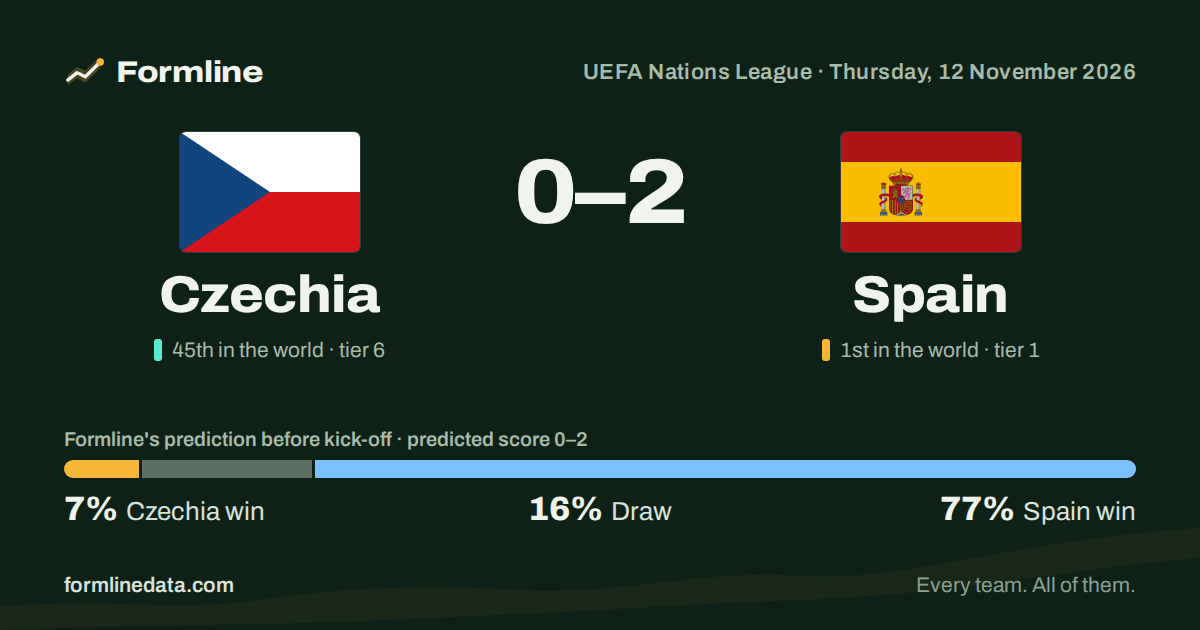 Formline
UEFA Nations League · Thursday, 12 November 2026
0–2
Czechia
Spain
45th in the world · tier 6
1st in the world · tier 1
Formline's prediction before kick-off · predicted score 0–2
7% Czechia win
16% Draw
77% Spain win
formlinedata.com
Every team. All of them.